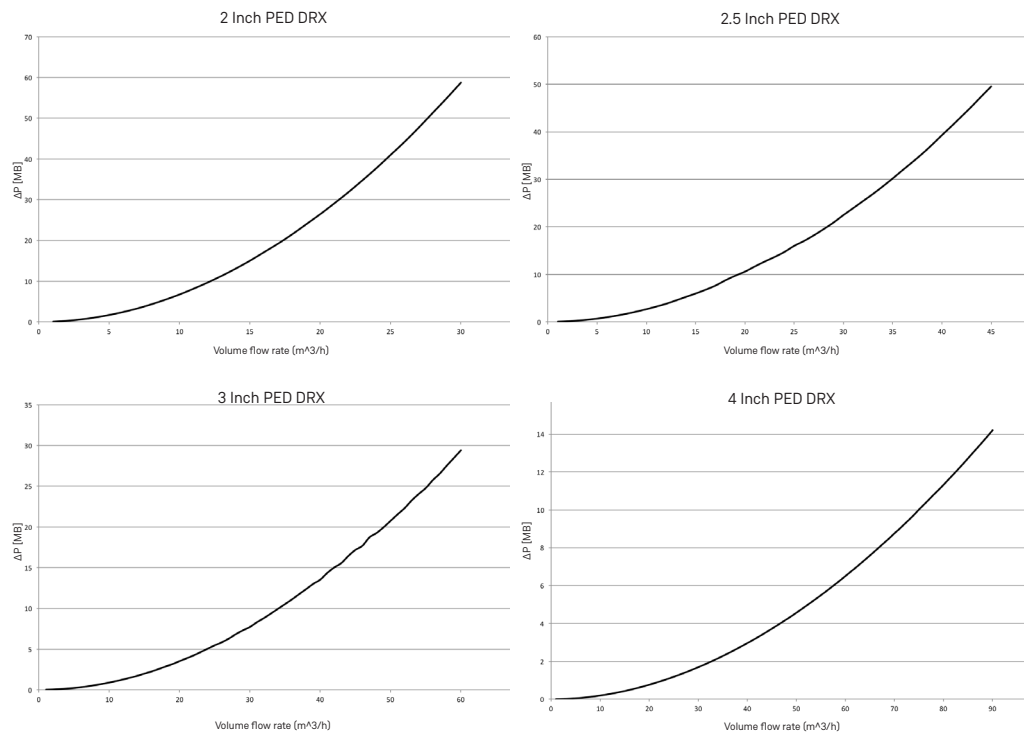 2 Inch PED DRX
70
60
50
40
30
20
10
0
ΔP [MB]
0 5 10 15 20 25 30
Volume flow rate (m^3/h)
2.5 Inch PED DRX
60
50
40
30
20
10
0
ΔP [MB]
0 5 10 15 20 25 30 35 40 45
Volume flow rate (m^3/h)
3 Inch PED DRX
35
30
25
20
15
10
5
0
ΔP [MB]
0 10 20 30 40 50 60
Volume flow rate (m^3/h)
4 Inch PED DRX
14
12
10
8
6
4
2
0
ΔP [MB]
0 10 20 30 40 50 60 70 80 90
Volume flow rate (m^3/h)